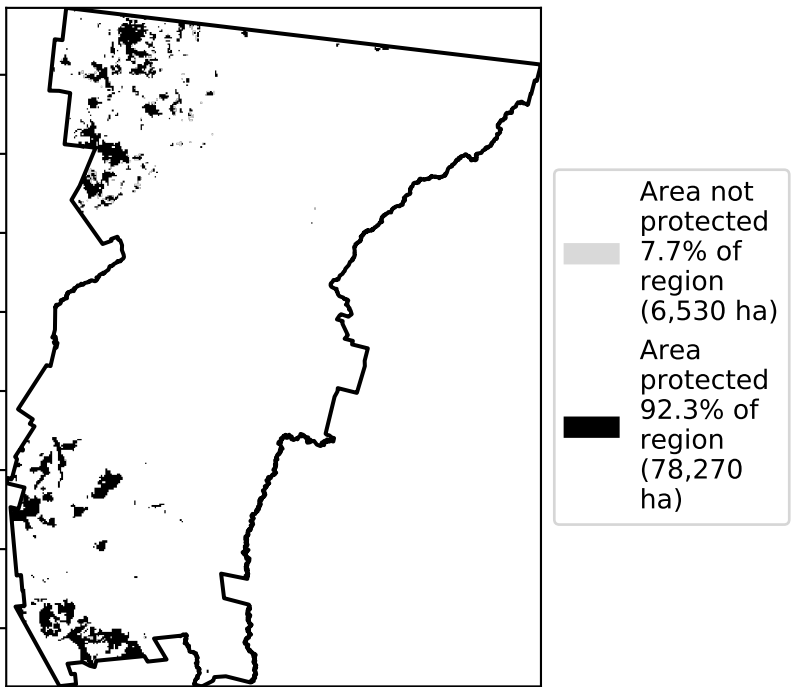 Area not
protected
7.7% of
region
(6,530 ha)
Area
protected
92.3% of
region
(78,270
ha)